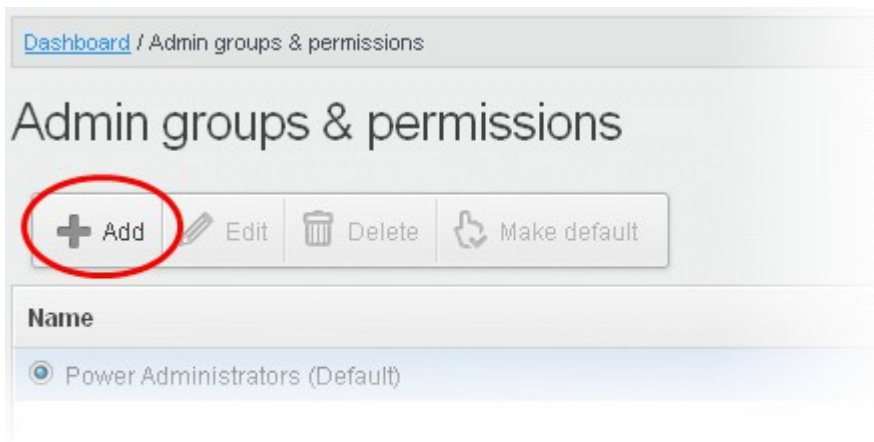 Dashboard / Admin groups & permissions
Admin groups & permissions
Add Edit Delete Make default
Name
Power Administrators (Default)